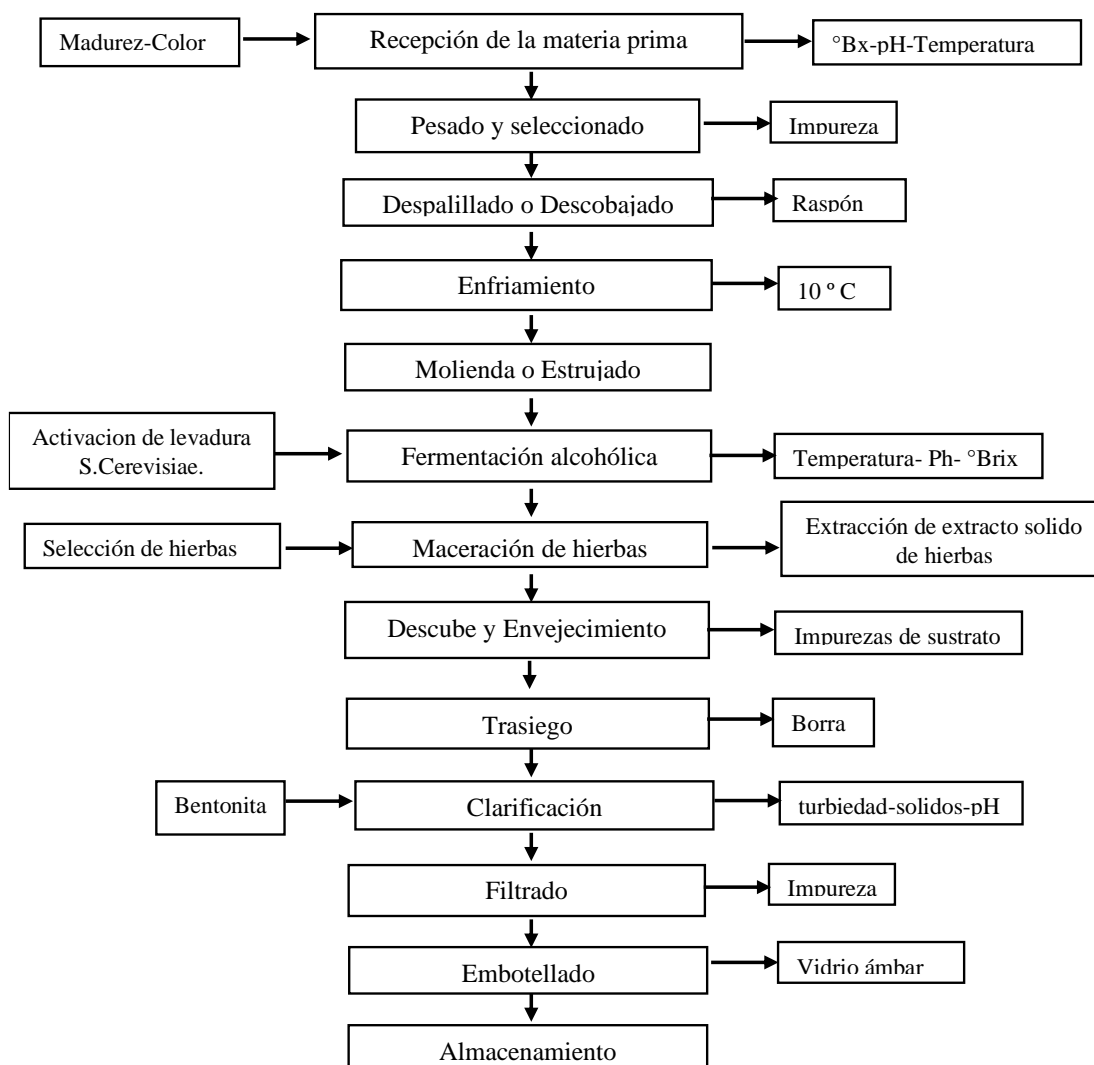 Madurez-Color
Recepción de la materia prima
°Bx-pH-Temperatura
Pesado y seleccionado
Impureza
Despalillado o Descobajado
Raspón
Enfriamiento
10 º C
Molienda o Estrujado
Activacion de levadura
S.Cerevisiae.
Fermentación alcohólica
Temperatura- Ph- °Brix
Selección de hierbas
Maceración de hierbas
Extracción de extracto solido
de hierbas
Descube y Envejecimiento
Impurezas de sustrato
Trasiego
Borra
Bentonita
Clarificación
turbiedad-solidos-pH
Filtrado
Impureza
Embotellado
Vidrio ámbar
Almacenamiento